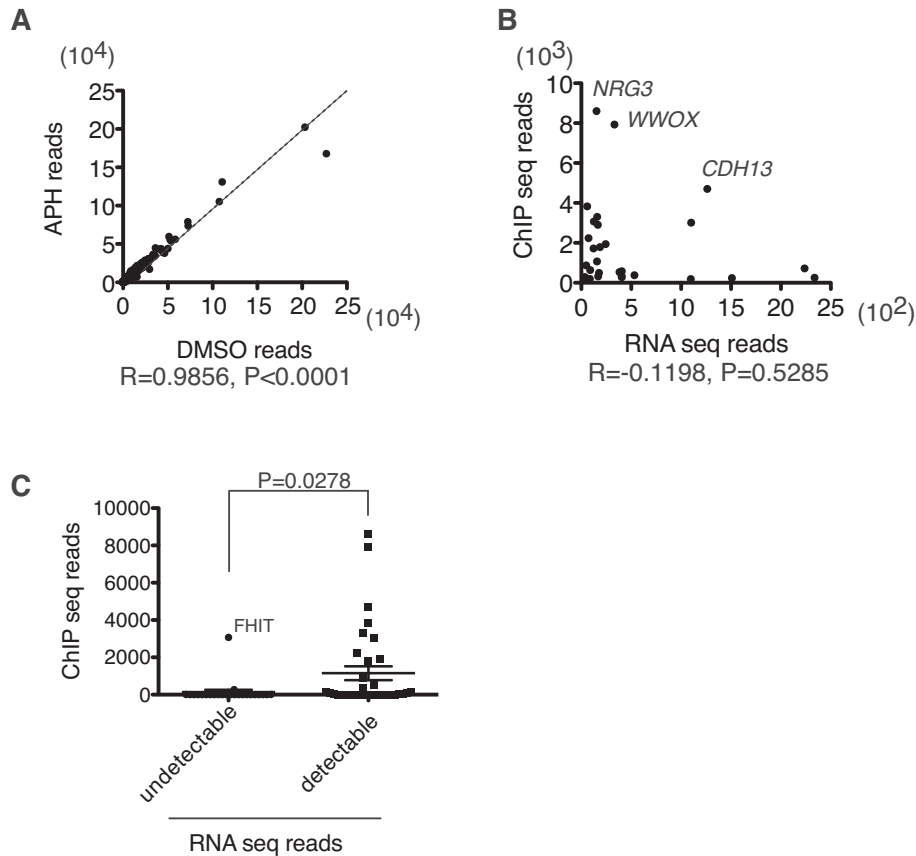 A
(10⁴)
25
20
15
10
5
0
APH reads
0 5 10 15 20 25
(10⁴)
DMSO reads
R=0.9856, P<0.0001
B
(10³)
10
8
6
4
2
0
ChIP seq reads
NRG3
WWOX
CDH13
0 5 10 15 20 25
(10²)
RNA seq reads
R=-0.1198, P=0.5285
C
P=0.0278
10000
8000
6000
4000
2000
0
ChIP seq reads
FHIT
undetectable
detectable
RNA seq reads